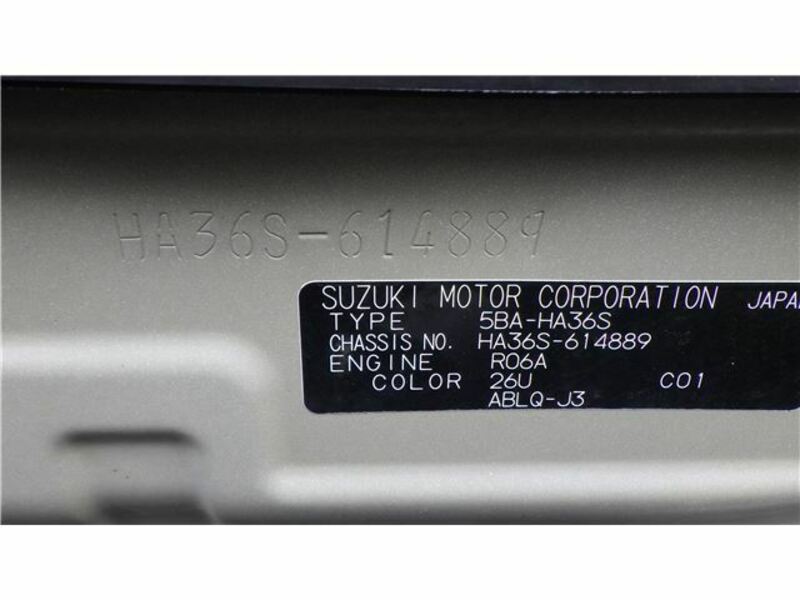 HA36S-614889
SUZUKI MOTOR CORPORATION JAPAN
TYPE 5BA-HA36S
CHASSIS NO. HA36S-614889
ENGINE R06A
COLOR 26U C01
ABLQ-J3